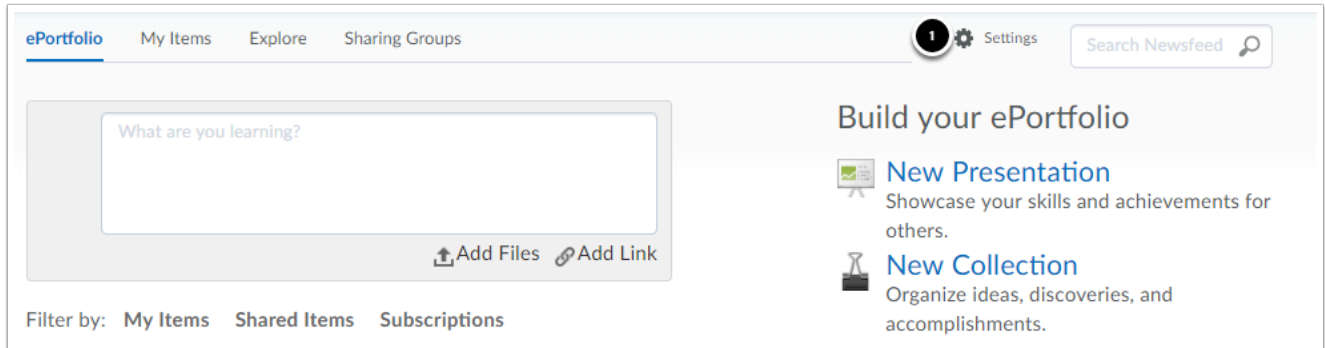 ePortfolio My Items Explore Sharing Groups 1 Settings Search Newsfeed
What are you learning?
Add Files Add Link
Filter by: My Items Shared Items Subscriptions
Build your ePortfolio
New Presentation
Showcase your skills and achievements for
others.
New Collection
Organize ideas, discoveries, and
accomplishments.